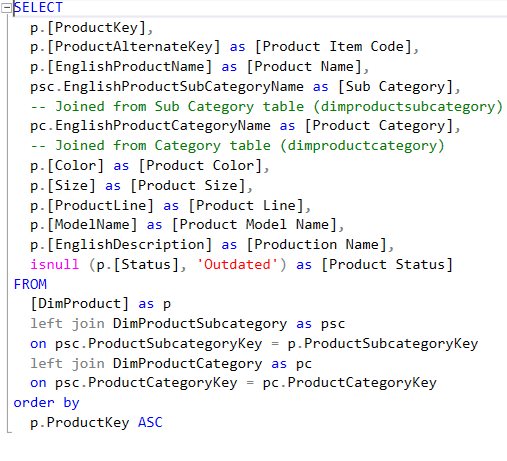 SELECT
p.[ProductKey],
p.[ProductAlternateKey] as [Product Item Code],
p.[EnglishProductName] as [Product Name],
psc.EnglishProductSubCategoryName as [Sub Category],
-- Joined from Sub Category table (dimproductsubcategory)
pc.EnglishProductCategoryName as [Product Category],
-- Joined from Category table (dimproductcategory)
p.[Color] as [Product Color],
p.[Size] as [Product Size],
p.[ProductLine] as [Product Line],
p.[ModelName] as [Product Model Name],
p.[EnglishDescription] as [Production Name],
isnull (p.[Status], 'Outdated') as [Product Status]
FROM
[DimProduct] as p
left join DimProductSubcategory as psc
on psc.ProductSubcategoryKey = p.ProductSubcategoryKey
left join DimProductCategory as pc
on psc.ProductCategoryKey = pc.ProductCategoryKey
order by
p.ProductKey ASC